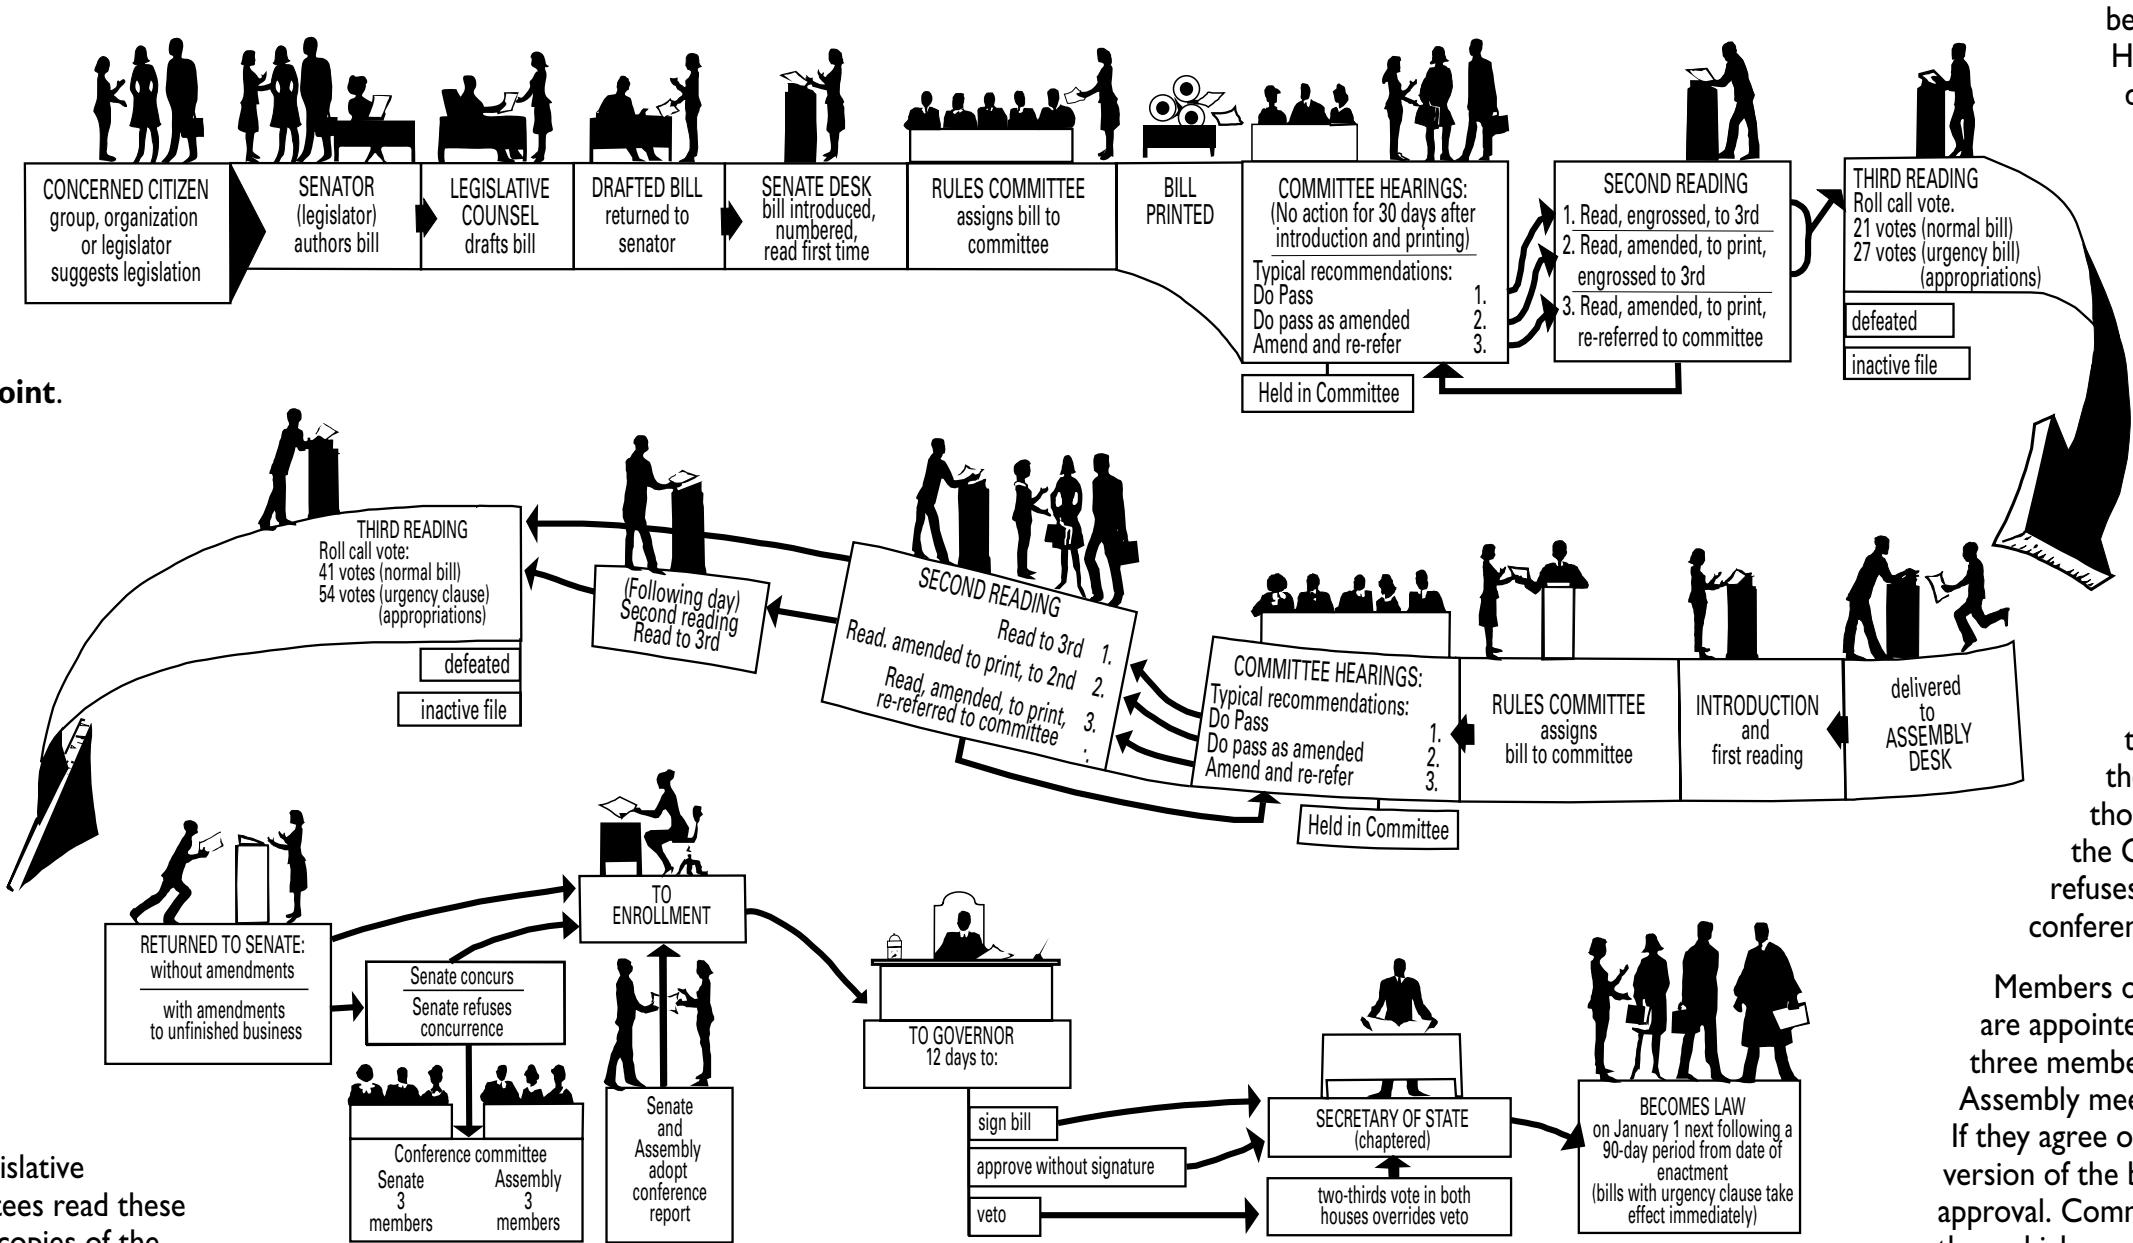 CONCERNED CITIZEN
group, organization
or legislator
suggests legislation
SENATOR
(legislator)
authors bill
LEGISLATIVE
COUNSEL
drafts bill
DRAFTED BILL
returned to
senator
SENATE DESK
bill introduced,
numbered,
read first time
RULES COMMITTEE
assigns bill to
committee
BILL
PRINTED
COMMITTEE HEARINGS:
(No action for 30 days after
introduction and printing)
Typical recommendations:
Do Pass 1.
Do pass as amended 2.
Amend and re-refer 3.
Held in Committee
SECOND READING
1. Read, engrossed, to 3rd
2. Read, amended, to print,
engrossed to 3rd
3. Read, amended, to print,
re-referred to committee
THIRD READING
Roll call vote.
21 votes (normal bill)
27 votes (urgency bill)
(appropriations)
defeated
inactive file
be
H
oint.
delivered
to
ASSEMBLY
DESK
INTRODUCTION
and
first reading
RULES COMMITTEE
assigns
bill to committee
COMMITTEE HEARINGS:
Typical recommendations:
Do Pass 1.
Do pass as amended 2.
Amend and re-refer 3.
Held in Committee
SECOND READING
Read to 3rd 1.
Read. amended to print, to 2nd 2.
Read, amended, to print, 3.
re-referred to committee :
(Following day)
Second reading
Read to 3rd
THIRD READING
Roll call vote:
41 votes (normal bill)
54 votes (urgency clause)
(appropriations)
defeated
inactive file
RETURNED TO SENATE:
without amendments
with amendments
to unfinished business
Senate concurs
Senate refuses
concurrence
Conference committee
Senate
3
members
Assembly
3
members
TO
ENROLLMENT
Senate
and
Assembly
adopt
conference
report
TO GOVERNOR
12 days to:
sign bill
approve without signature
veto
SECRETARY OF STATE
(chaptered)
two-thirds vote in both
houses overrides veto
BECOMES LAW
on January 1 next following a
90-day period from date of
enactment
(bills with urgency clause take
effect immediately)
t
the
tho
the
refuses
conferen
Members o
are appointe
three membe
Assembly mee
If they agree o
version of the b
approval. Comm
islative
tees read these
copies of the